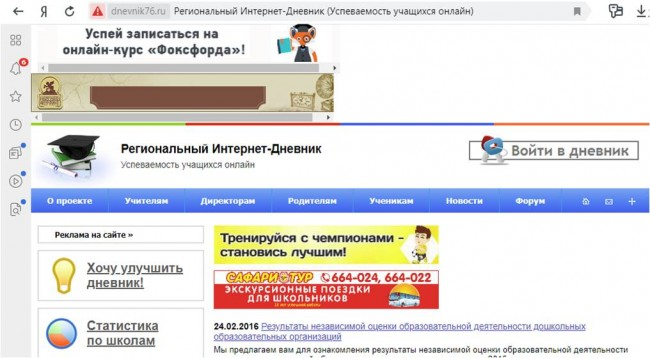 dnevnik76.ru Региональный Интернет-Дневник (Успеваемость учащихся онлайн)
6
Успей записаться на
онлайн-курс «Фоксфорда»!
Региональный Интернет-Дневник
Успеваемость учащихся онлайн
Войти в дневник
О проекте Учителям Директорам Родителям Ученикам Новости Форум
Реклама на сайте »
Хочу улучшить
дневник!
Статистика
по школам
Тренируйся с чемпионами –
становись лучшим!
САФАРИ ТУР 664-024, 664-022
ЭКСКУРСИОННЫЕ ПОЕЗДКИ
ДЛЯ ШКОЛЬНИКОВ
24.02.2016 Результаты независимой оценки образовательной деятельности дошкольных
образовательных организаций
Мы предлагаем вам для ознакомления результаты независимой оценки образовательной деятельности